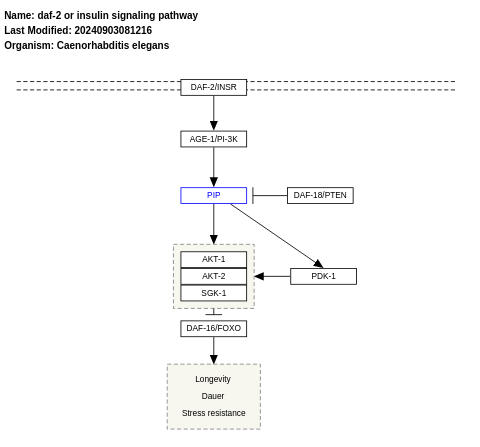 Name: daf-2 or insulin signaling pathway
Last Modified: 20240903081216
Organism: Caenorhabditis elegans
DAF-2/INSR
AGE-1/PI-3K
PIP
DAF-18/PTEN
AKT-1
AKT-2
PDK-1
SGK-1
DAF-16/FOXO
Longevity
Dauer
Stress resistance